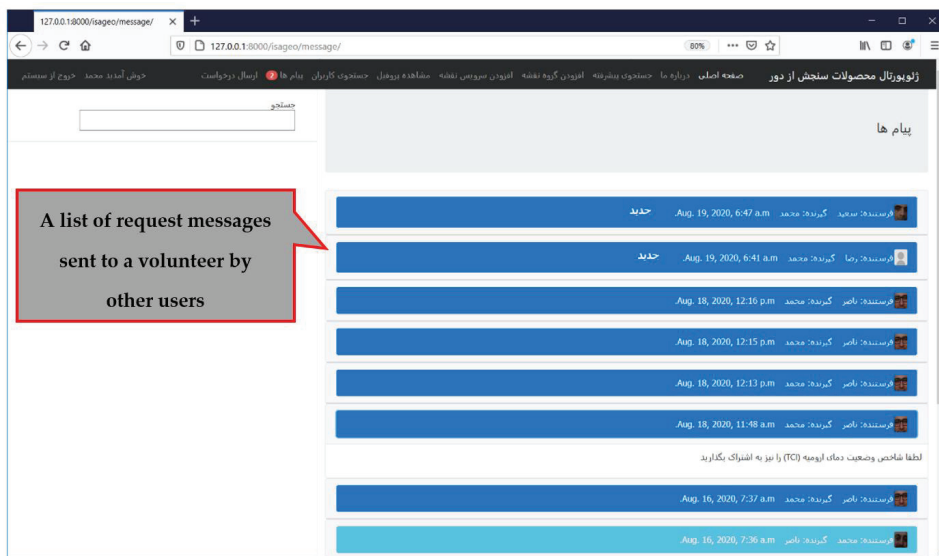 127.0.0.1:8000/isageo/message/
127.0.0.1:8000/isageo/message/
80%
ژئوپورتال محصولات سنجش از دور صفحه اصلی درباره ما جستجوی پیشرفته افزودن گروه نقشه افزودن سرویس نقشه مشاهده پروفیل جستجوی کاربران پیام ها 2 ارسال درخواست خوش آمدید محمد خروج از سیستم
پیام ها
جستجو
فرستنده: سعید گیرنده: محمد Aug. 19, 2020, 6:47 a.m. جدید
فرستنده: رضا گیرنده: محمد Aug. 19, 2020, 6:41 a.m. جدید
فرستنده: ناصر گیرنده: محمد Aug. 18, 2020, 12:16 p.m.
فرستنده: ناصر گیرنده: محمد Aug. 18, 2020, 12:15 p.m.
فرستنده: ناصر گیرنده: محمد Aug. 18, 2020, 12:13 p.m.
فرستنده: ناصر گیرنده: محمد Aug. 18, 2020, 11:48 a.m.
لطفا شاخص وضعیت دمای ارومیه (TCI) را نیز به اشتراک بگذارید
فرستنده: ناصر گیرنده: محمد Aug. 16, 2020, 7:37 a.m.
فرستنده: محمد گیرنده: ناصر Aug. 16, 2020, 7:36 a.m.
A list of request messages
sent to a volunteer by
other users